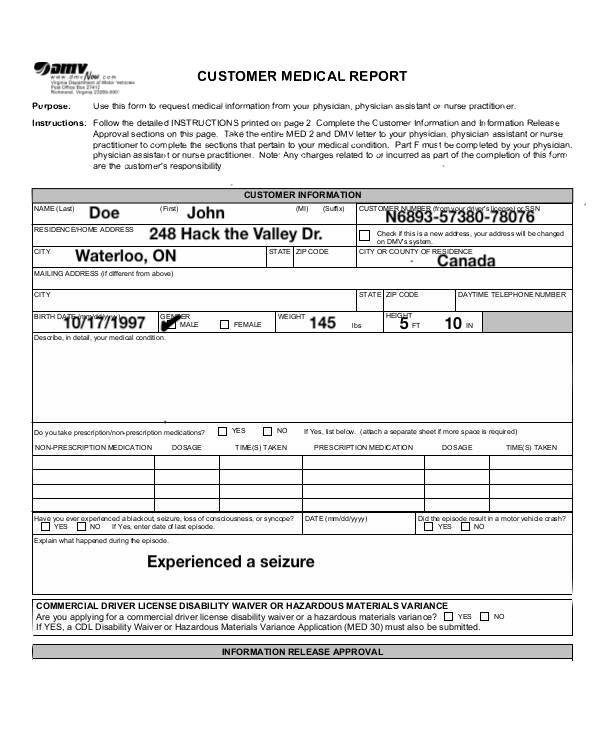 DMV
www.dmvNow.com
Virginia Department of Motor Vehicles
Post Office Box 27412
Richmond, Virginia 23269-0001
CUSTOMER MEDICAL REPORT
Purpose: Use this form to request medical information from your physician, physician assistant or nurse practitioner.
Instructions: Follow the detailed INSTRUCTIONS printed on page 2. Complete the Customer Information and Information Release
Approval sections on this page. Take the entire MED 2 and DMV letter to your physician, physician assistant or nurse
practitioner to complete the sections that pertain to your medical condition. Part F must be completed by your physician,
physician assistant or nurse practitioner. Note: Any charges related to or incurred as part of the completion of this form
are the customer's responsibility
CUSTOMER INFORMATION
NAME (Last) Doe (First) John (MI) (Suffix) CUSTOMER NUMBER (from your driver's license) or SSN N6893-57380-78076
RESIDENCE/HOME ADDRESS 248 Hack the Valley Dr. Check if this is a new address, your address will be changed
on DMV's system.
CITY Waterloo, ON STATE ZIP CODE CITY OR COUNTY OF RESIDENCE Canada
MAILING ADDRESS (if different from above)
CITY STATE ZIP CODE DAYTIME TELEPHONE NUMBER
BIRTH DATE (mm/dd/yyyy) 10/17/1997 GENDER MALE FEMALE WEIGHT 145 lbs HEIGHT 5 FT 10 IN
Describe, in detail, your medical condition.
Do you take prescription/non-prescription medications? YES NO If Yes, list below. (attach a separate sheet if more space is required)
NON-PRESCRIPTION MEDICATION DOSAGE TIME(S) TAKEN PRESCRIPTION MEDICATION DOSAGE TIME(S) TAKEN
Have you ever experienced a blackout, seizure, loss of consciousness, or syncope? DATE (mm/dd/yyyy) Did the episode result in a motor vehicle crash?
YES NO If Yes, enter date of last episode. YES NO
Explain what happened during the episode.
Experienced a seizure
COMMERCIAL DRIVER LICENSE DISABILITY WAIVER OR HAZARDOUS MATERIALS VARIANCE
Are you applying for a commercial driver license disability waiver or a hazardous materials variance? YES NO
If YES, a CDL Disability Waiver or Hazardous Materials Variance Application (MED 30) must also be submitted.
INFORMATION RELEASE APPROVAL